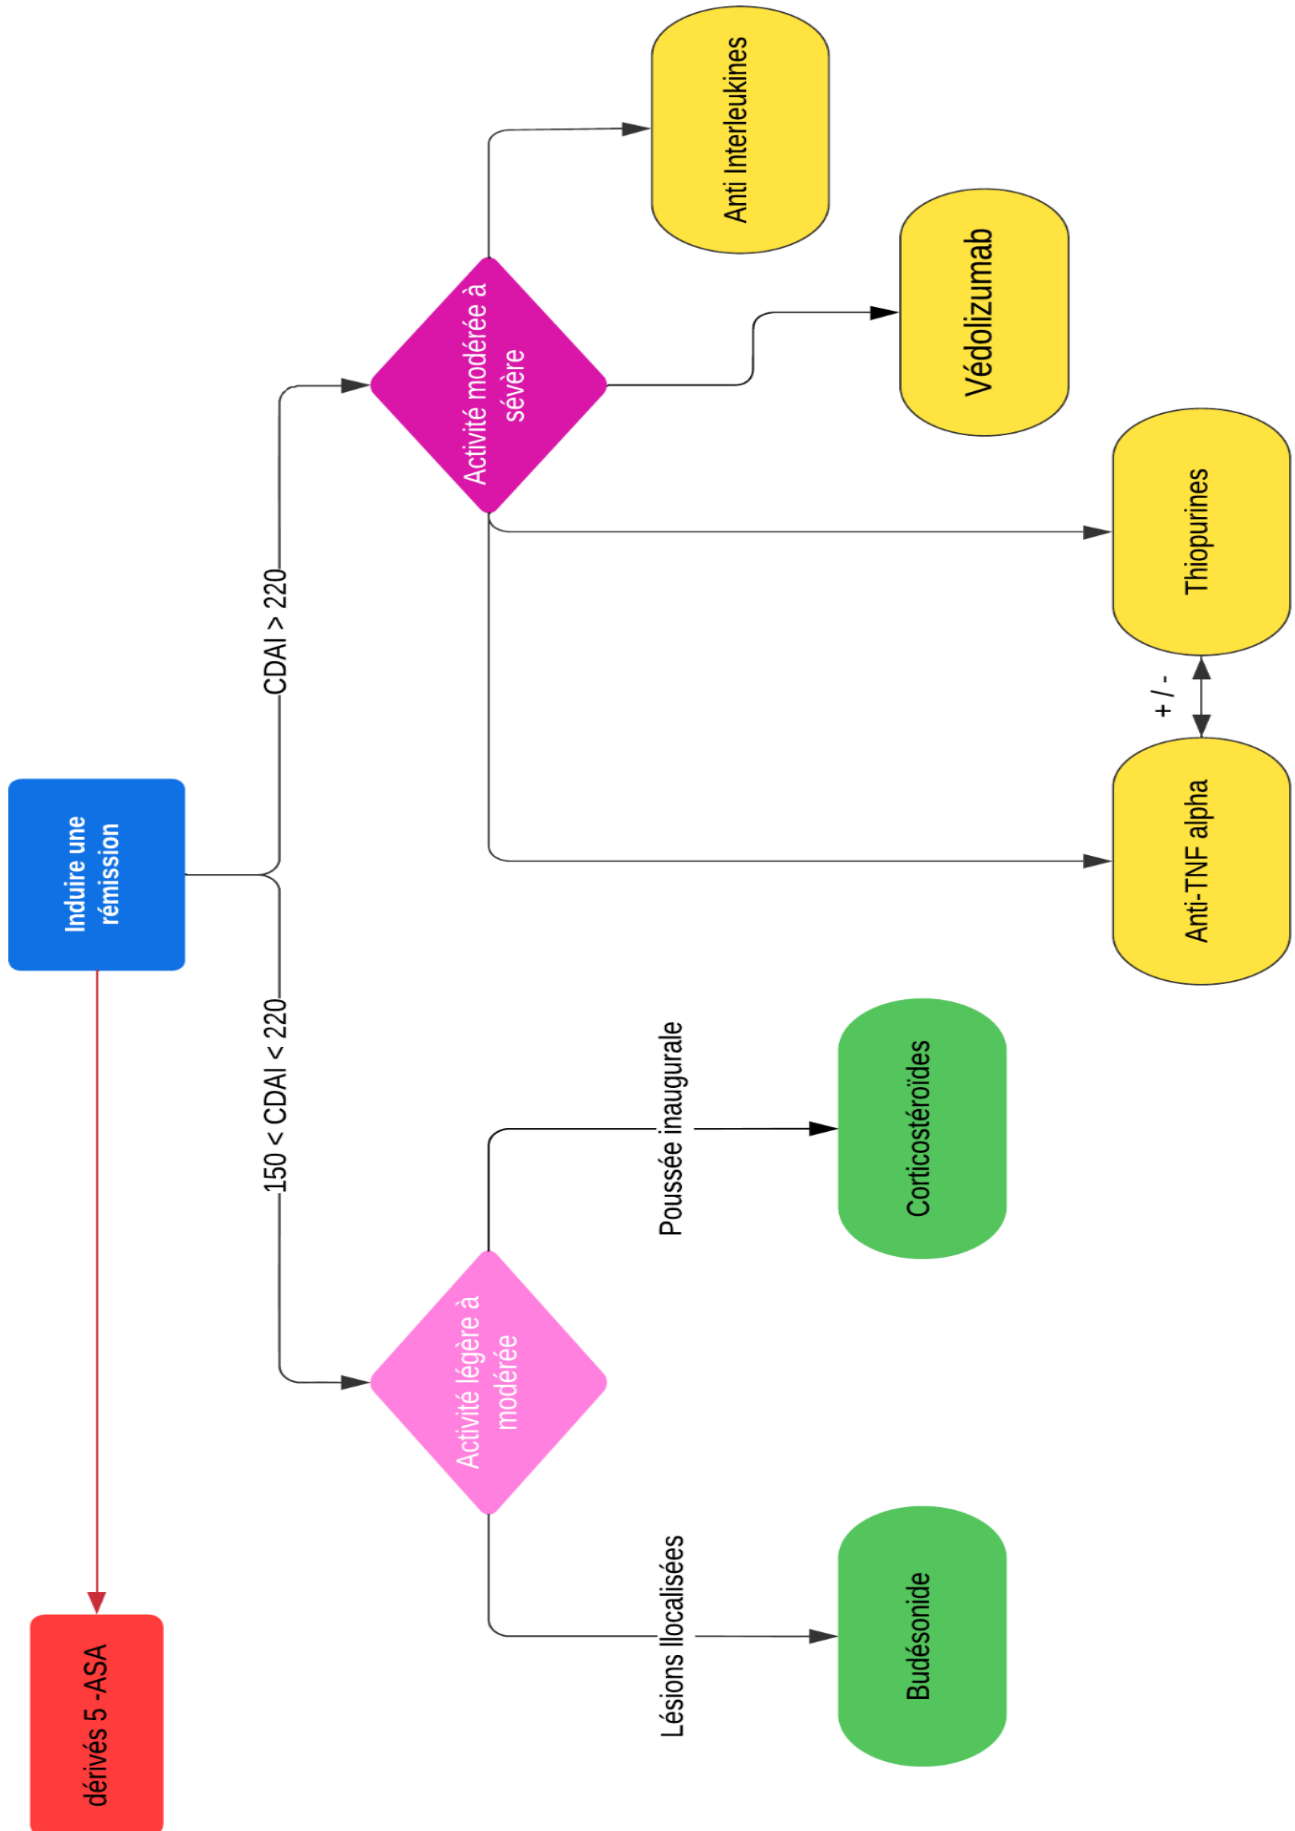 Induire une
rémission
dérivés 5 -ASA
150 < CDAI < 220
CDAI > 220
Activité légère à
modérée
Activité modérée à
sévère
Lésions llocalisées
Poussée inaugurale
Budésonide
Corticostéroïdes
Anti-TNF alpha
+ / -
Thiopurines
Védolizumab
Anti Interleukines